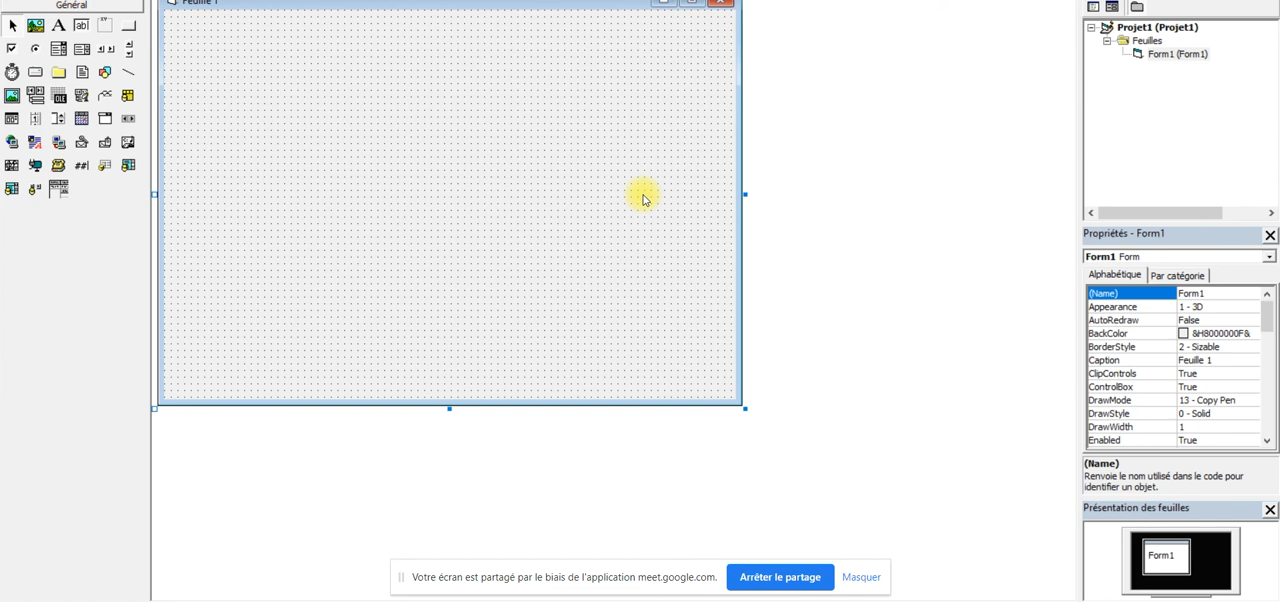 Général
Feuille 1
A
ab|
XY
##|
Projet1 (Projet1)
Feuilles
Form1 (Form1)
Propriétés - Form1
Form1 Form
Alphabétique
Par catégorie
(Name) Form1
Appearance 1 - 3D
AutoRedraw False
BackColor &H8000000F&
BorderStyle 2 - Sizable
Caption Feuille 1
ClipControls True
ControlBox True
DrawMode 13 - Copy Pen
DrawStyle 0 - Solid
DrawWidth 1
Enabled True
(Name)
Renvoie le nom utilisé dans le code pour
identifier un objet.
Présentation des feuilles
Form1
Votre écran est partagé par le biais de l'application meet.google.com.
Arrêter le partage
Masquer